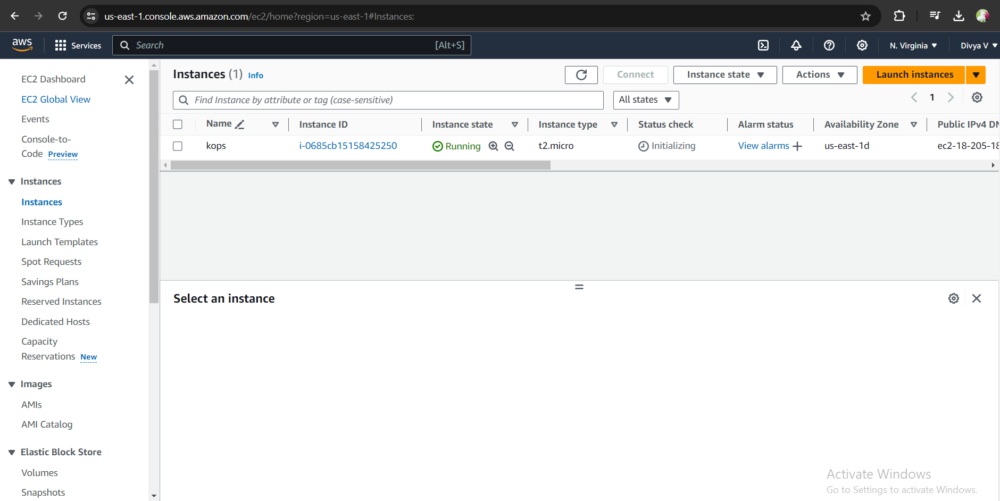 us-east-1.console.aws.amazon.com/ec2/home?region=us-east-1#Instances:
aws Services Search [Alt+S] N. Virginia Divya V
EC2 Dashboard
EC2 Global View
Events
Console-to-
Code Preview
Instances
Instances
Instance Types
Launch Templates
Spot Requests
Savings Plans
Reserved Instances
Dedicated Hosts
Capacity
Reservations New
Images
AMIs
AMI Catalog
Elastic Block Store
Volumes
Snapshots
Instances (1) Info Connect Instance state Actions Launch instances
Find Instance by attribute or tag (case-sensitive) All states 1
Name Instance ID Instance state Instance type Status check Alarm status Availability Zone Public IPv4 DN
kops i-0685cb15158425250 Running t2.micro Initializing View alarms us-east-1d ec2-18-205-18
Select an instance
Activate Windows
Go to Settings to activate Windows.